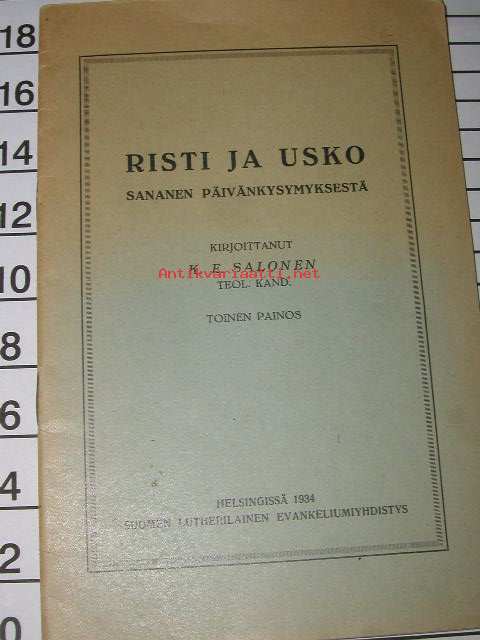 18
16
14
12
10
8
6
4
2
0
RISTI JA USKO
SANANEN PÄIVÄNKYSYMYKSESTÄ
KIRJOITTANUT
K. E. SALONEN
Antikvariaatti.net
TEOL. KAND.
TOINEN PAINOS
HELSINGISSÄ 1934
SUOMEN LUTHERILAINEN EVANKELIUMIYHDISTYS